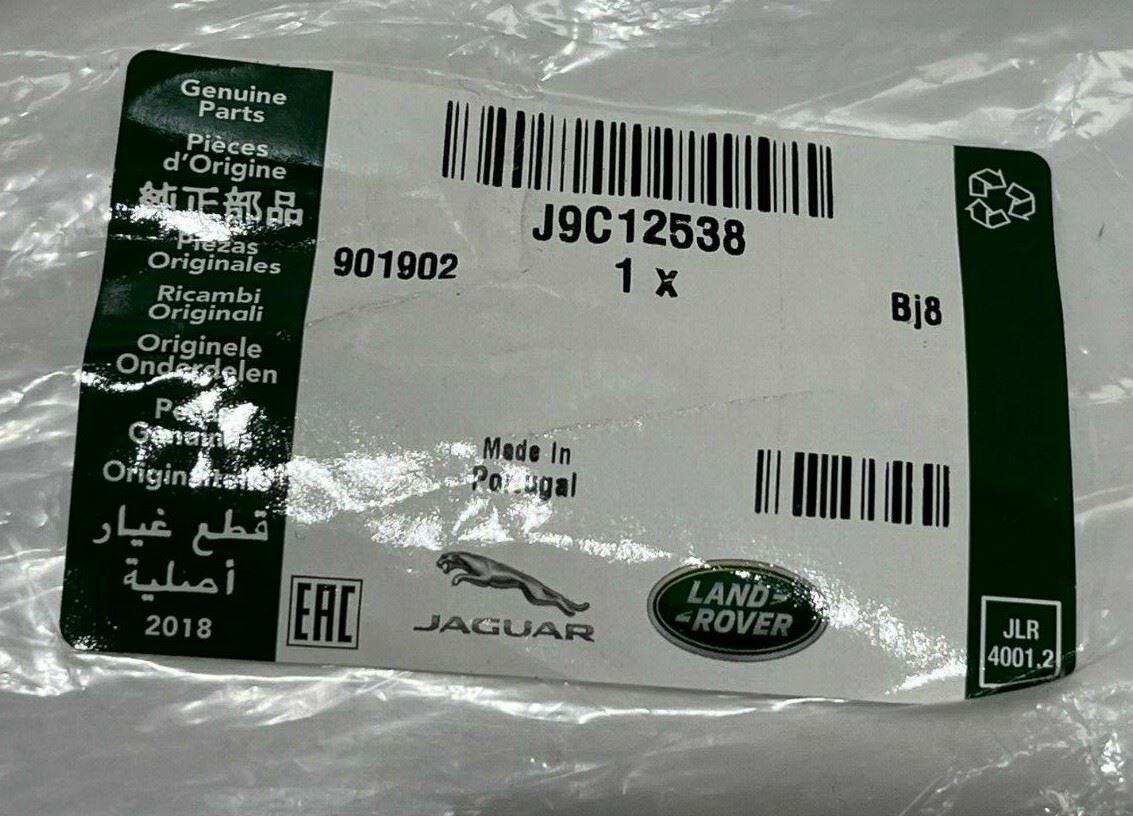 Genuine
Parts
Pièces
d'Origine
純正部品
Piezas
Originales
Ricambi
Originali
Originele
Onderdelen
قطع غيار
أصلية
2018
J9C12538
901902
1 x
Bj8
Made In
Portugal
EAC
JAGUAR
LAND-
-ROVER
JLR
4001.2